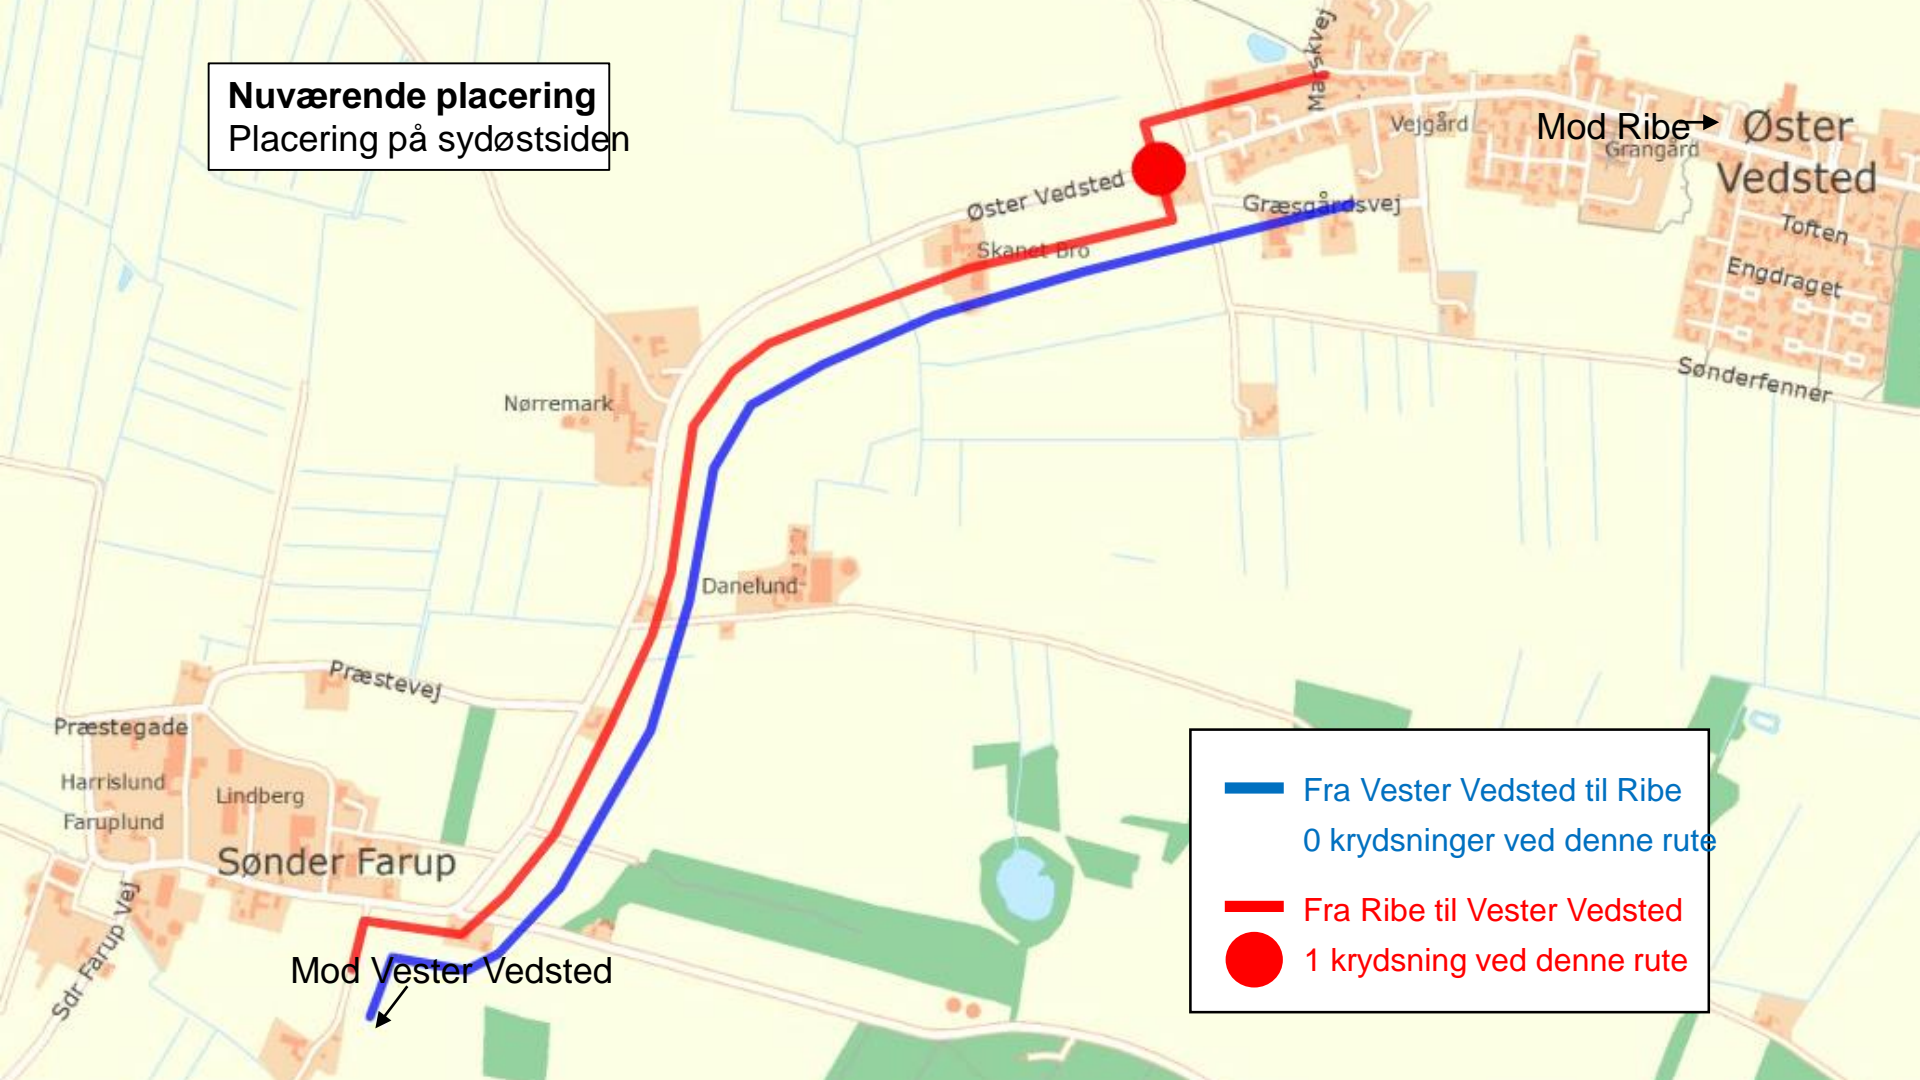 Nuværende placering
Placering på sydøstsiden
Marskvej
Vejgård
Mod Ribe
Øster
Vedsted
Grangård
Øster Vedsted
Græsgårdsvej
Toften
Skanet Bro
Engdraget
Sønderfenner
Nørremark
Danelund
Præstevej
Præstegade
Harrislund
Lindberg
Faruplund
Sønder Farup
Sdr Farup Vej
Mod Vester Vedsted
Fra Vester Vedsted til Ribe
0 krydsninger ved denne rute
Fra Ribe til Vester Vedsted
1 krydsning ved denne rute